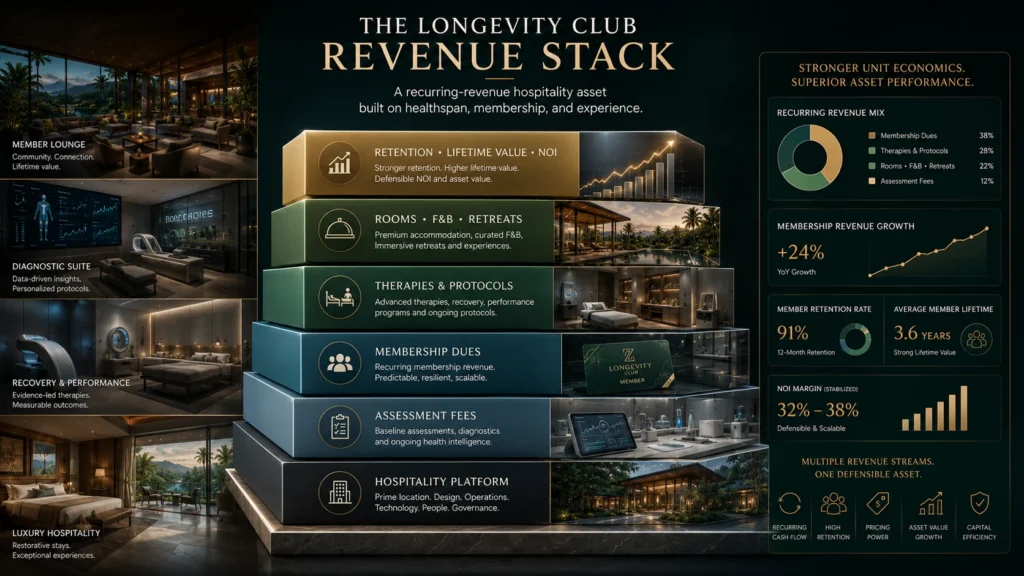 THE LONGEVITY CLUB
REVENUE STACK
A recurring-revenue hospitality asset
built on healthspan, membership, and experience.
MEMBER LOUNGE
Community. Connection.
Lifetime value.
DIAGNOSTIC SUITE
Data-driven insights.
Personalized protocols.
RECOVERY & PERFORMANCE
Evidence-led therapies.
Measurable outcomes.
LUXURY HOSPITALITY
Restorative stays.
Exceptional experiences.
RETENTION • LIFETIME VALUE • NOI
Stronger retention. Higher lifetime value.
Defensible NOI and asset value.
ROOMS • F&B • RETREATS
Premium accommodation, curated F&B,
Immersive retreats and experiences.
THERAPIES & PROTOCOLS
Advanced therapies, recovery, performance
programs and ongoing protocols.
MEMBERSHIP DUES
Recurring membership revenue.
Predictable, resilient, scalable.
LONGEVITY
CLUB
MEMBER
ASSESSMENT FEES
Baseline assessments, diagnostics
and ongoing health intelligence.
HOSPITALITY PLATFORM
Prime location. Design. Operations.
Technology. People. Governance.
STRONGER UNIT ECONOMICS.
SUPERIOR ASSET PERFORMANCE.
RECURRING REVENUE MIX
Membership Dues 38%
Therapies & Protocols 28%
Rooms • F&B • Retreats 22%
Assessment Fees 12%
MEMBERSHIP REVENUE GROWTH
+24%
YoY Growth
MEMBER RETENTION RATE
91%
12-Month Retention
AVERAGE MEMBER LIFETIME
3.6 YEARS
Strong Lifetime Value
NOI MARGIN (STABILIZED)
32% – 38%
Defensible & Scalable
MULTIPLE REVENUE STREAMS.
ONE DEFENSIBLE ASSET.
RECURRING
CASH FLOW
HIGH
RETENTION
PRICING
POWER
ASSET VALUE
GROWTH
CAPITAL
EFFICIENCY